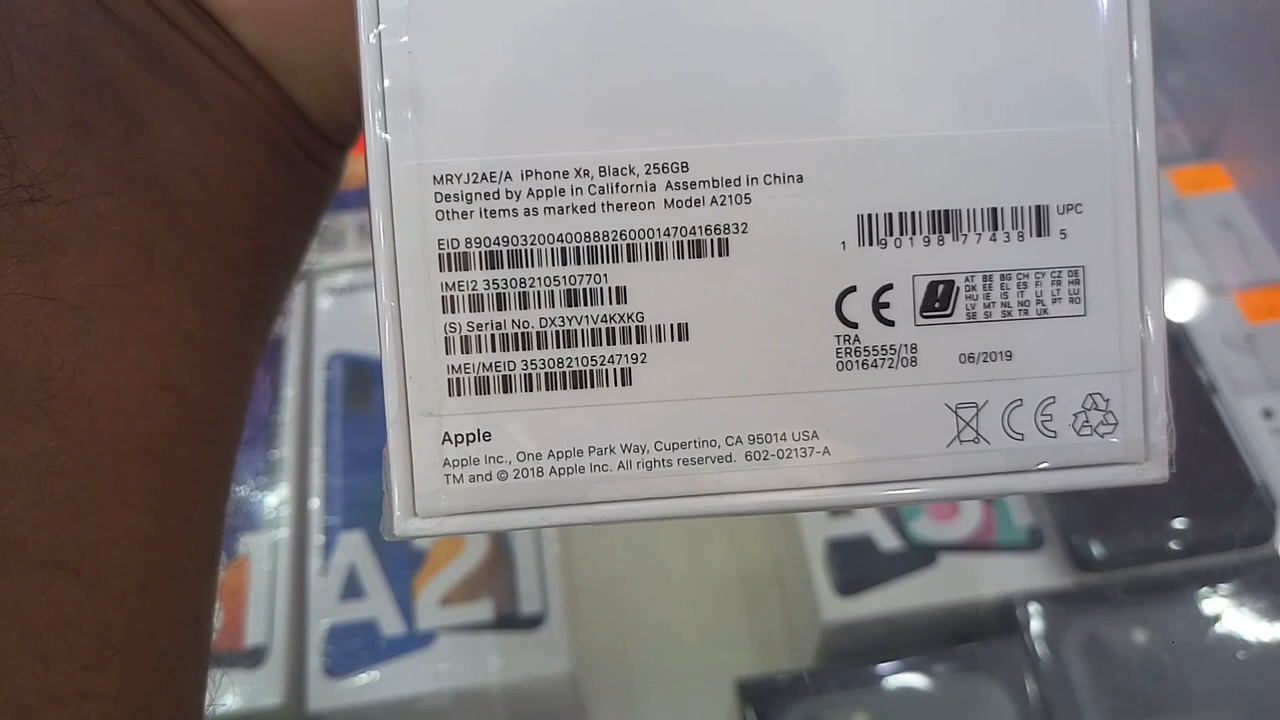 MRYJ2AE/A iPhone XR, Black, 256GB
Designed by Apple in California Assembled in China
Other items as marked thereon Model A2105
EID 89049032004008882600014704166832
IMEI2 353082105107701
(S) Serial No. DX3YV1V4KXKG
IMEI/MEID 353082105247192
UPC
1 90198 77438 5
CE
AT BE BG CH CY CZ DE
DK EE EL ES FI FR HR
HU IE IS IT LI LT LU
LV MT NL NO PL PT RO
SE SI SK TR UK
TRA
ER65555/18
0016472/08
06/2019
Apple
Apple Inc., One Apple Park Way, Cupertino, CA 95014 USA
TM and © 2018 Apple Inc. All rights reserved. 602-02137-A
CE
A21